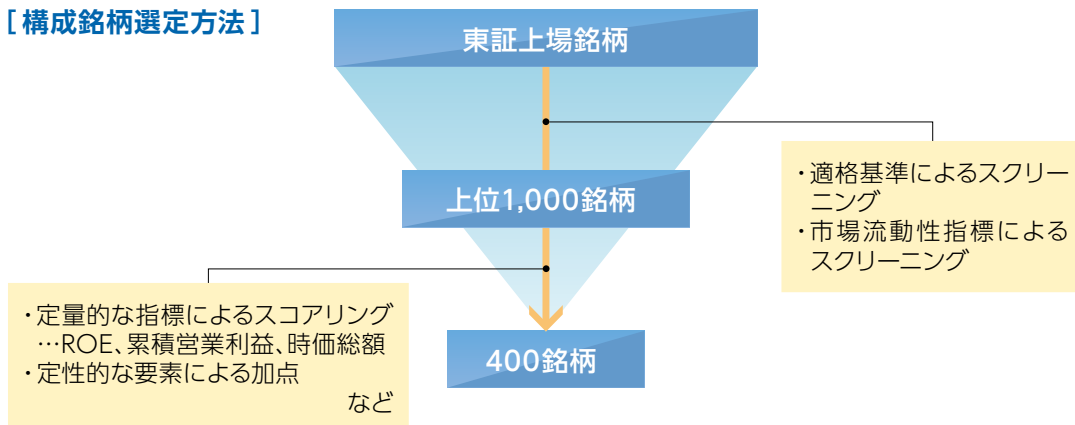 [構成銘柄選定方法]
東証上場銘柄
・適格基準によるスクリー
ニング
・市場流動性指標による
スクリーニング
上位1,000銘柄
・定量的な指標によるスコアリング
…ROE、累積営業利益、時価総額
・定性的な要素による加点
など
400銘柄